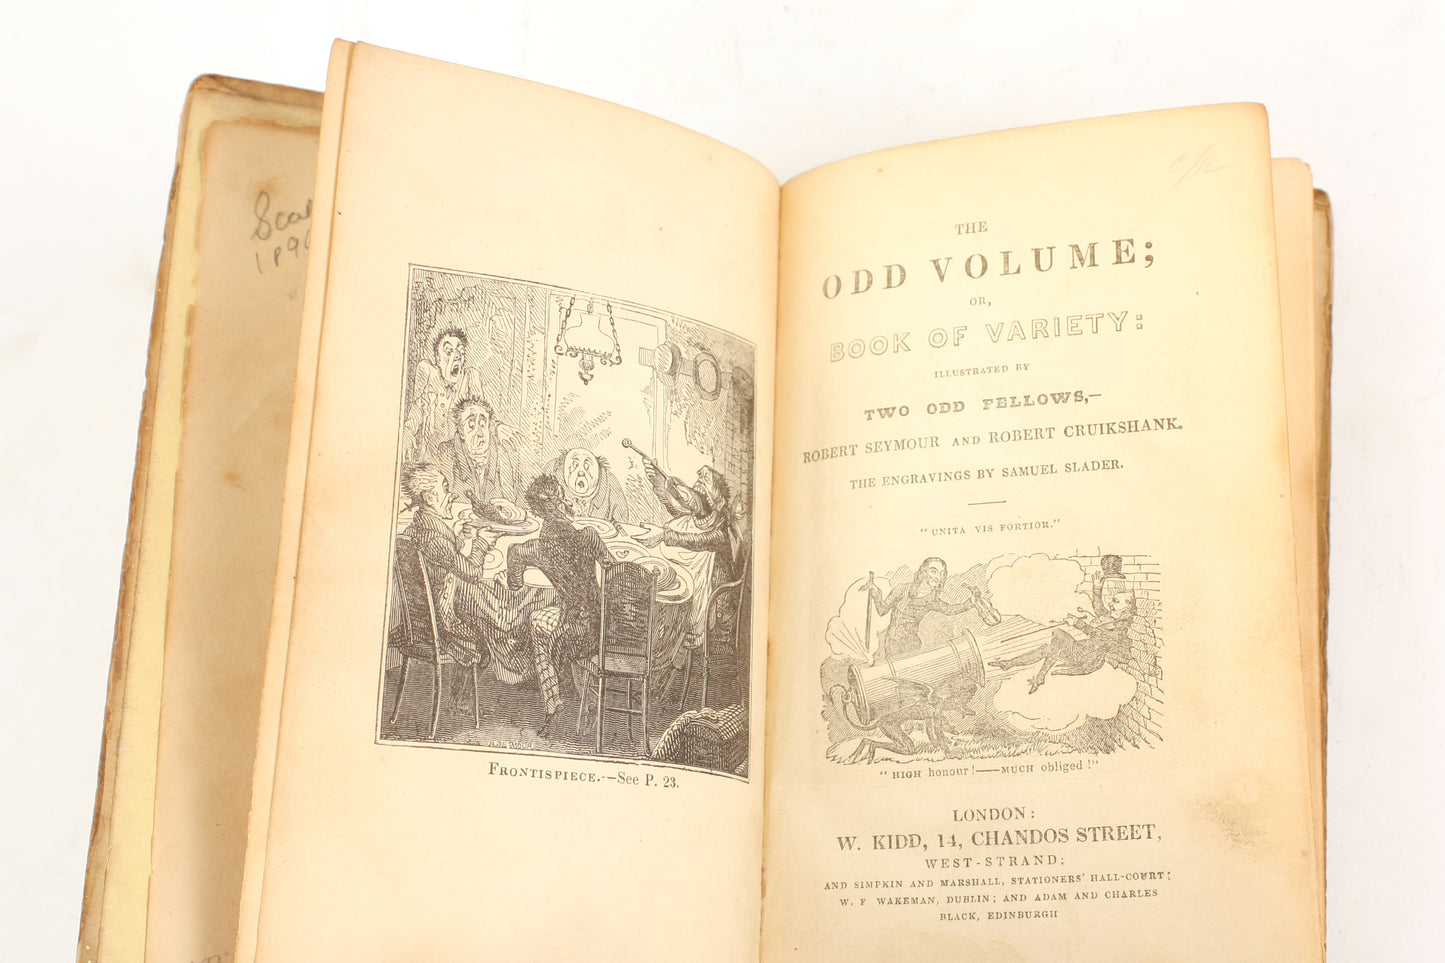 FRONTISPIECE.--See P. 23.
THE
ODD VOLUME;
OR,
BOOK OF VARIETY:
ILLUSTRATED BY
TWO ODD FELLOWS,—
ROBERT SEYMOUR AND ROBERT CRUIKSHANK.
THE ENGRAVINGS BY SAMUEL SLADER.
"UNITA VIS FORTIOR."
"HIGH honour!——MUCH obliged!"
LONDON:
W. KIDD, 14, CHANDOS STREET,
WEST-STRAND;
AND SIMPKIN AND MARSHALL, STATIONERS' HALL-COURT;
W. F WAKEMAN, DUBLIN; AND ADAM AND CHARLES
BLACK, EDINBURGH